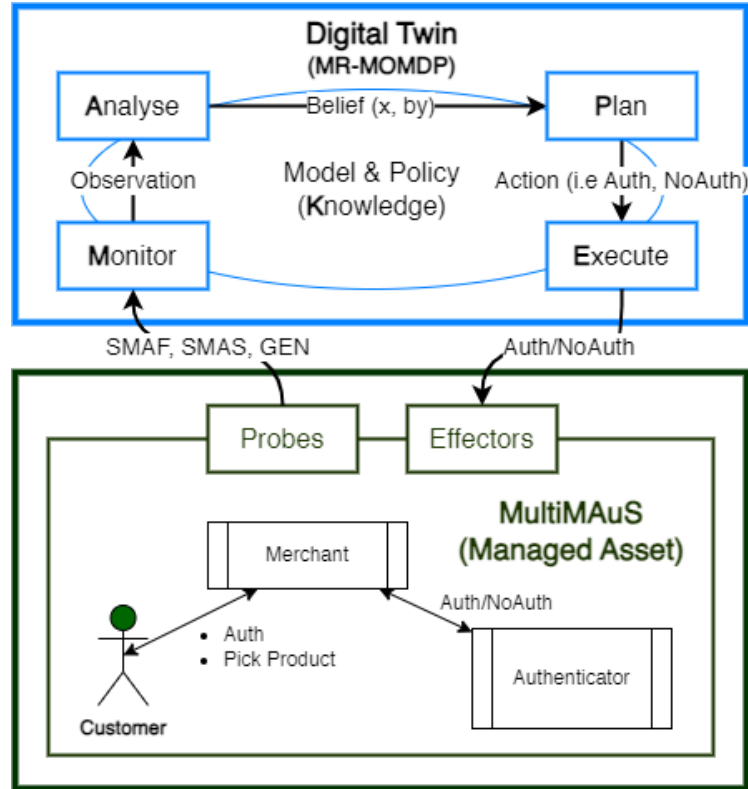 Digital Twin
(MR-MOMDP)
Analyse
Belief (x, by)
Plan
Observation
Model & Policy
(Knowledge)
Action (i.e Auth, NoAuth)
Monitor
Execute
SMAF, SMAS, GEN
Auth/NoAuth
Probes
Effectors
MultiMAuS
(Managed Asset)
Merchant
Auth/NoAuth
• Auth
• Pick Product
Authenticator
Customer